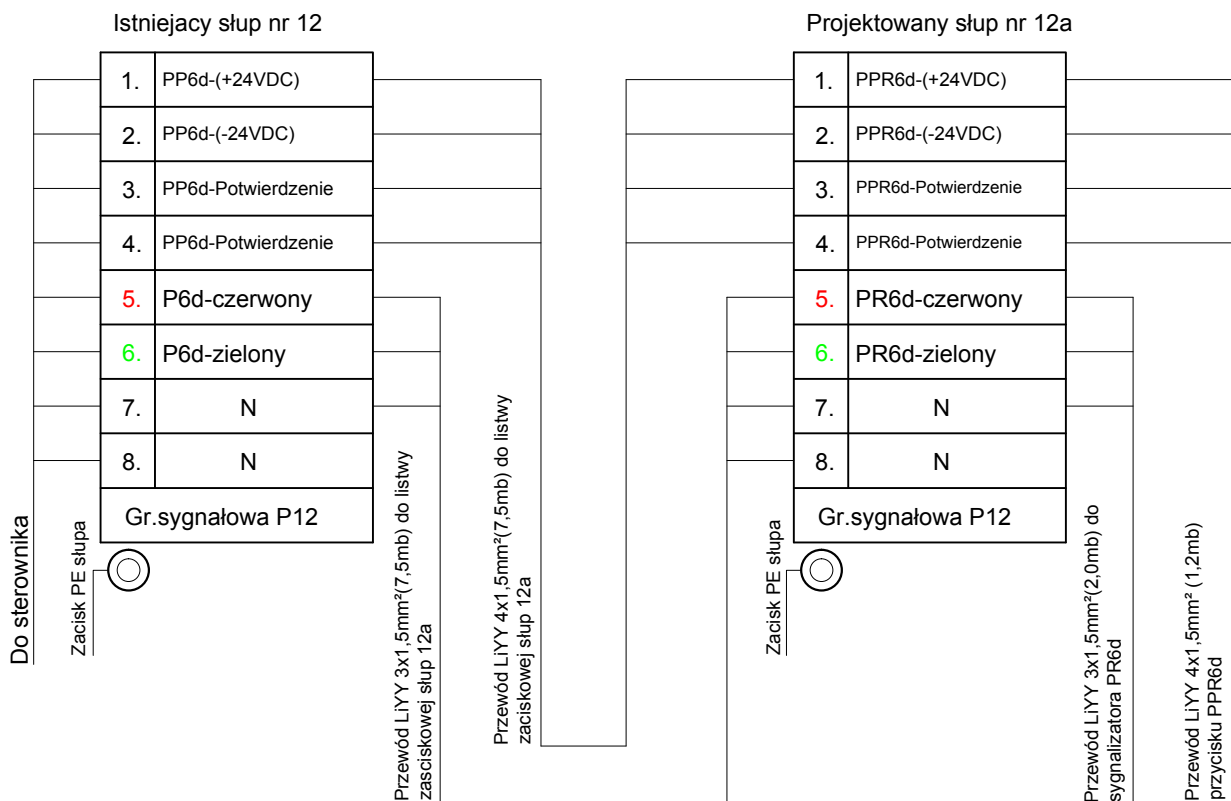 Istniejacy słup nr 12
1. PP6d-(+24VDC)
2. PP6d-(-24VDC)
3. PP6d-Potwierdzenie
4. PP6d-Potwierdzenie
5. P6d-czerwony
6. P6d-zielony
7. N
8. N
Gr.sygnałowa P12
Do sterownika
Zacisk PE słupa
Przewód LiYY 3x1,5mm²(7,5mb) do listwy
zasciskowej słup 12a
Przewód LiYY 4x1,5mm²(7,5mb) do listwy
zaciskowej słup 12a
Projektowany słup nr 12a
1. PPR6d-(+24VDC)
2. PPR6d-(-24VDC)
3. PPR6d-Potwierdzenie
4. PPR6d-Potwierdzenie
5. PR6d-czerwony
6. PR6d-zielony
7. N
8. N
Gr.sygnałowa P12
Zacisk PE słupa
Przewód LiYY 3x1,5mm²(2,0mb) do
sygnalizatora PR6d
Przewód LiYY 4x1,5mm² (1,2mb)
przycisku PPR6d